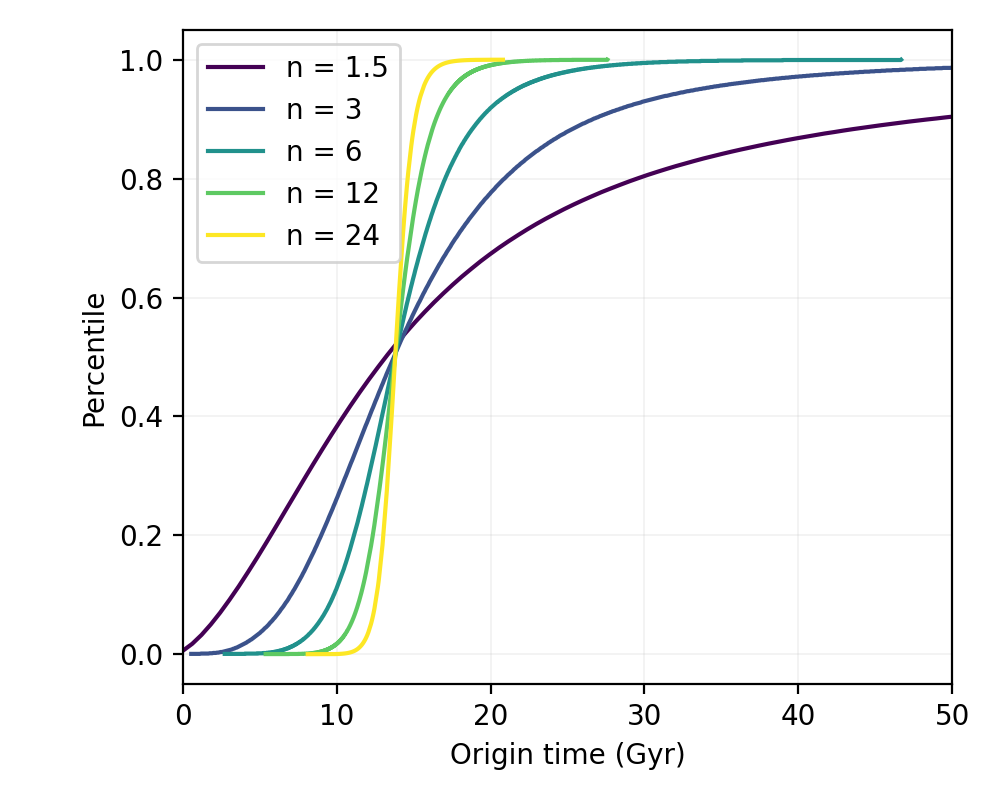 n = 1.5
n = 3
n = 6
n = 12
n = 24
Percentile
1.0
0.8
0.6
0.4
0.2
0.0
0 10 20 30 40 50
Origin time (Gyr)